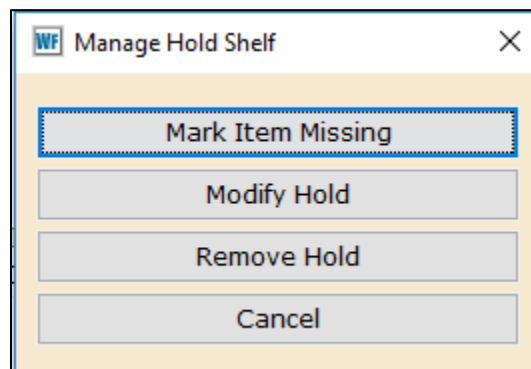 WF Manage Hold Shelf
Mark Item Missing
Modify Hold
Remove Hold
Cancel